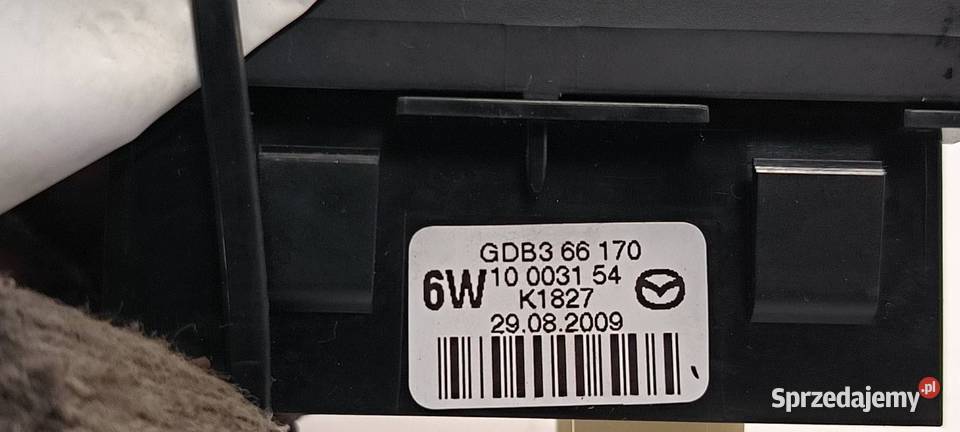 GDB3 66 170
6W 10 0031 54
K1827
29.08.2009
Sprzedajemy.pl